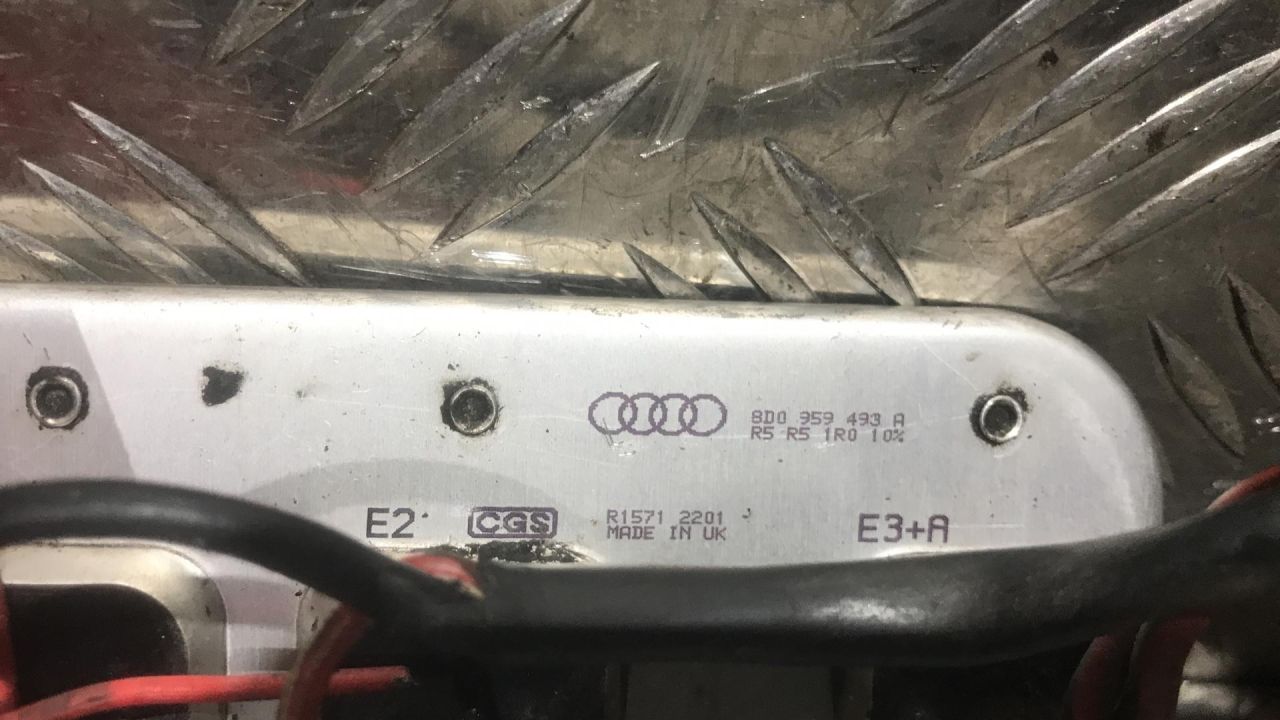 8D0 959 493 A
R5 R5 1R0 10%
E2
CGS
R1571 2201
MADE IN UK
E3+A